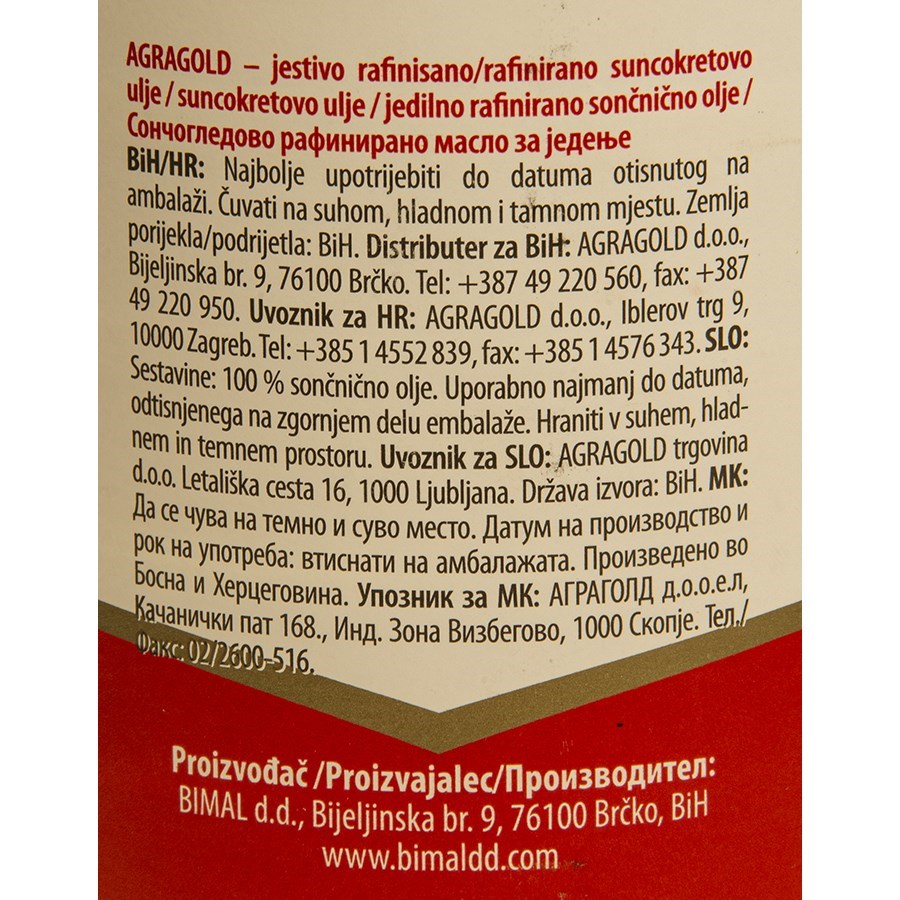 AGRAGOLD – jestivo rafinisano/rafinirano suncokretovo
ulje / suncokretovo ulje / jedilno rafinirano sončnično olje /
Сончогледово рафинирано масло за јадење
BiH/HR: Najbolje upotrijebiti do datuma otisnutog na
ambalaži. Čuvati na suhom, hladnom i tamnom mjestu. Zemlja
porijekla/podrijetla: BiH. Distributer za BiH: AGRAGOLD d.o.o.,
Bijeljinska br. 9, 76100 Brčko. Tel: +387 49 220 560, fax: +387
49 220 950. Uvoznik za HR: AGRAGOLD d.o.o., Iblerov trg 9,
10000 Zagreb. Tel: +385 1 4552 839, fax: +385 1 4576 343. SLO:
Sestavine: 100 % sončnično olje. Uporabno najmanj do datuma,
odtisnjenega na zgornjem delu embalaže. Hraniti v suhem, hlad-
nem in temnem prostoru. Uvoznik za SLO: AGRAGOLD trgovina
d.o.o. Letališka cesta 16, 1000 Ljubljana. Država izvora: BiH. MK:
Да се чува на темно и суво место. Датум на производство и
рок на употреба: втиснати на амбалажата. Произведено во
Босна и Херцеговина. Упозник за МК: АГРАГОЛД д.о.о.е.л,
Качанички пат 168., Инд. Зона Визбегово, 1000 Скопје. Тел./
Факс: 02/2600-516.
Proizvođač /Proizvajalec/Производител:
BIMAL d.d., Bijeljinska br. 9, 76100 Brčko, BiH
www.bimaldd.com